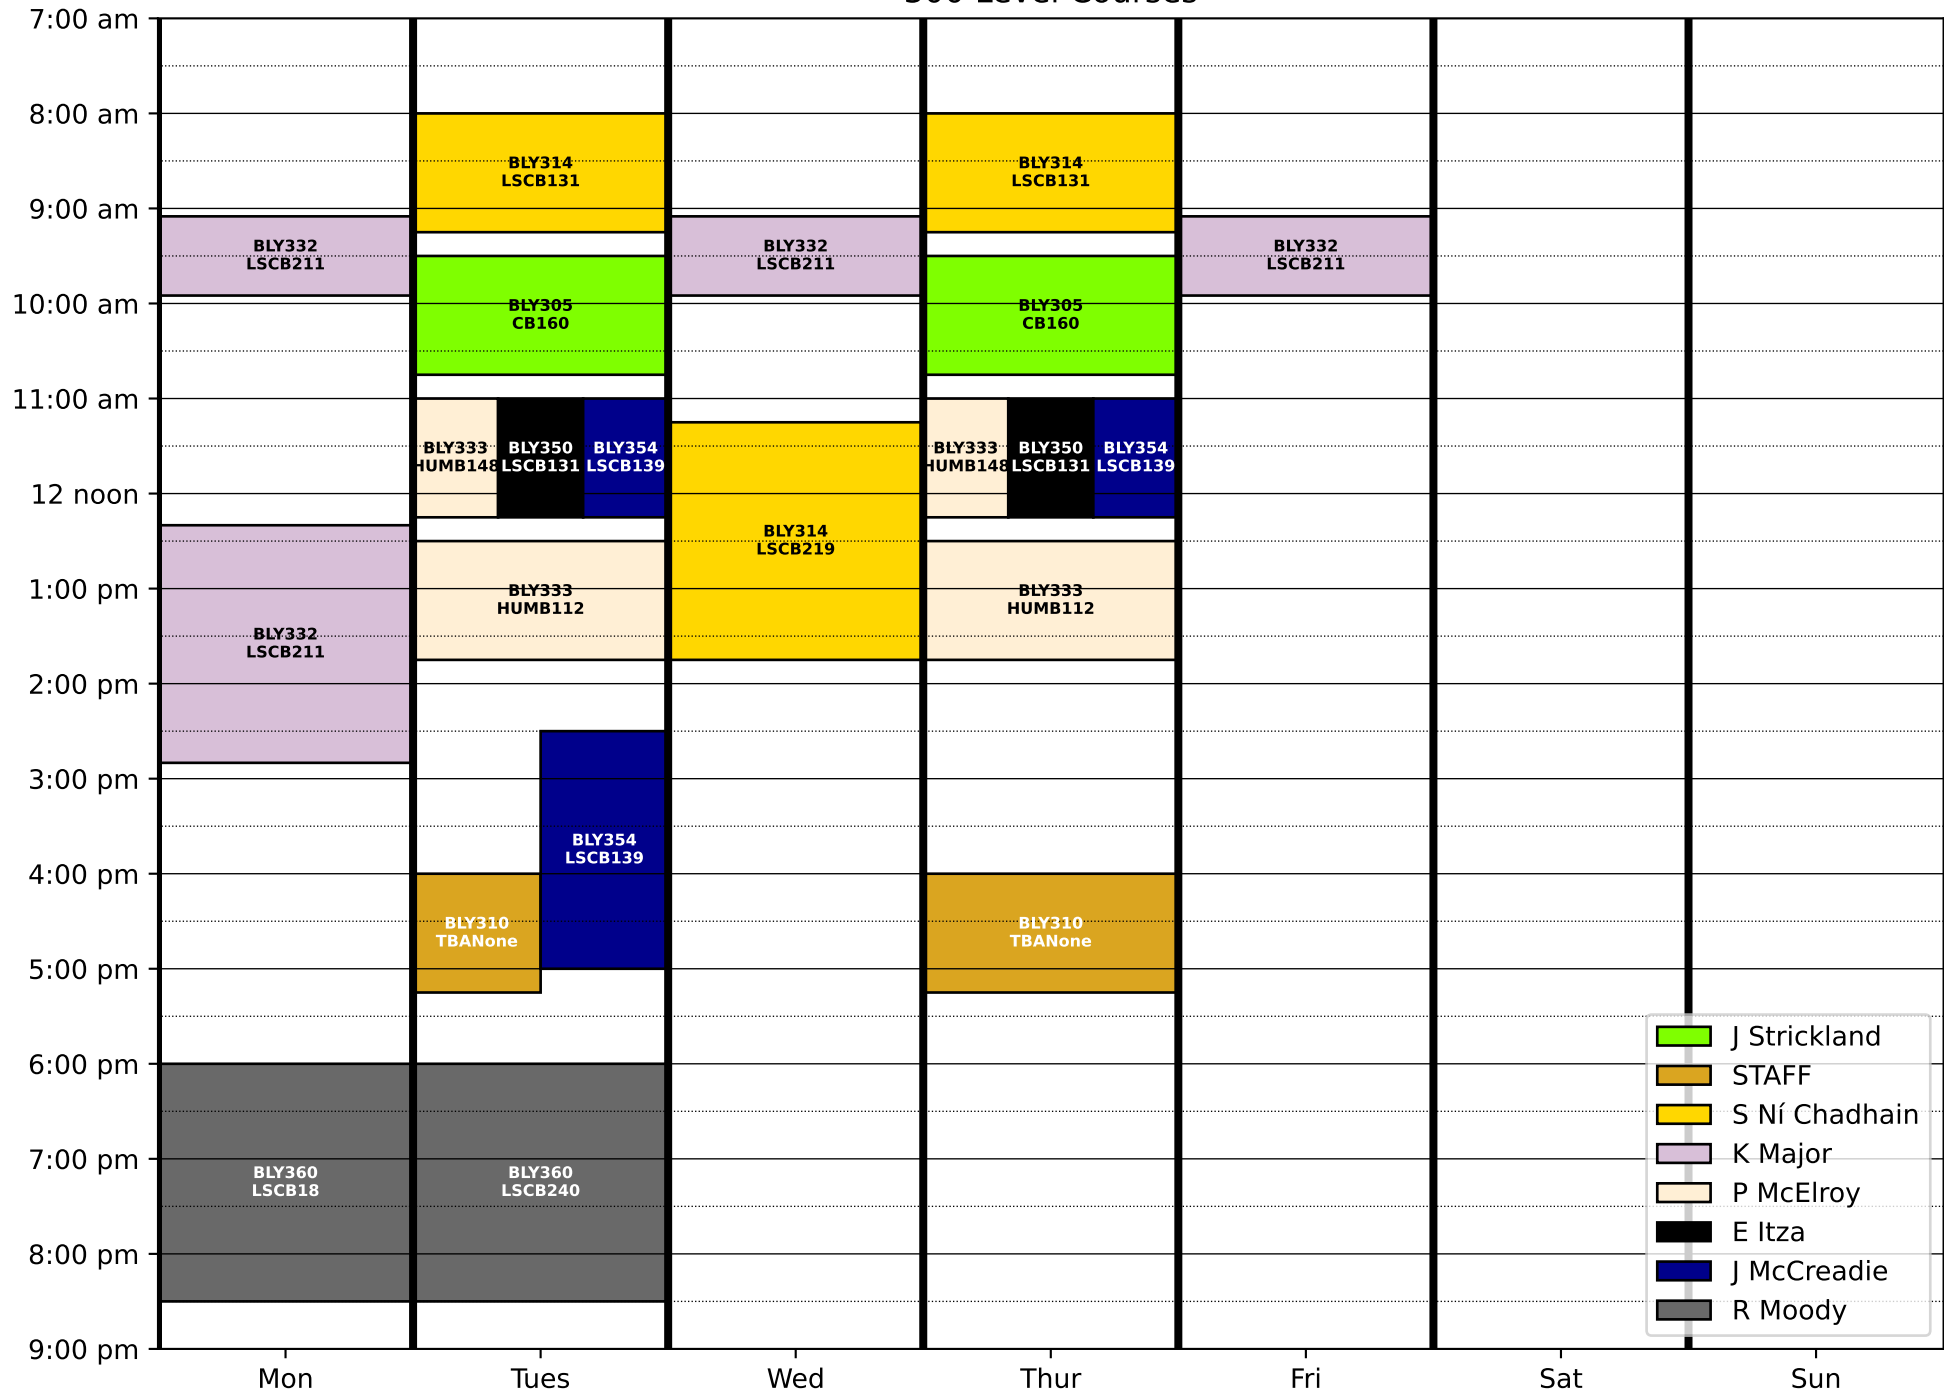 300 Level Courses
7:00 am
8:00 am
9:00 am
10:00 am
11:00 am
12 noon
1:00 pm
2:00 pm
3:00 pm
4:00 pm
5:00 pm
6:00 pm
7:00 pm
8:00 pm
9:00 pm
BLY332
LSCB211
BLY332
LSCB211
BLY360
LSCB18
BLY314
LSCB131
BLY305
CB160
BLY333
HUMB148
BLY350
LSCB131
BLY354
LSCB139
BLY333
HUMB112
BLY354
LSCB139
BLY310
TBANone
BLY360
LSCB240
BLY332
LSCB211
BLY314
LSCB219
BLY314
LSCB131
BLY305
CB160
BLY333
HUMB148
BLY350
LSCB131
BLY354
LSCB139
BLY333
HUMB112
BLY310
TBANone
BLY332
LSCB211
J Strickland
STAFF
S Ní Chadhain
K Major
P McElroy
E Itza
J McCreadie
R Moody
Mon
Tues
Wed
Thur
Fri
Sat
Sun